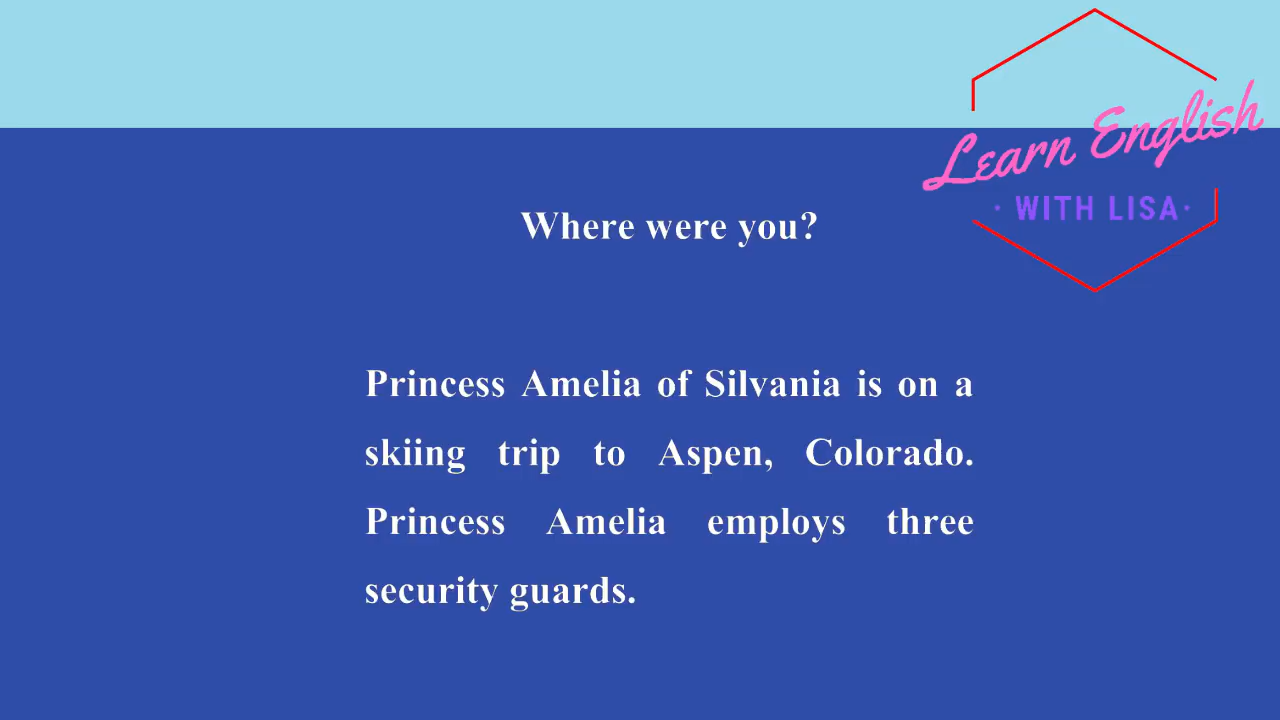 Learn English
· WITH LISA ·
Where were you?
Princess Amelia of Silvania is on a
skiing trip to Aspen, Colorado.
Princess Amelia employs three
security guards.